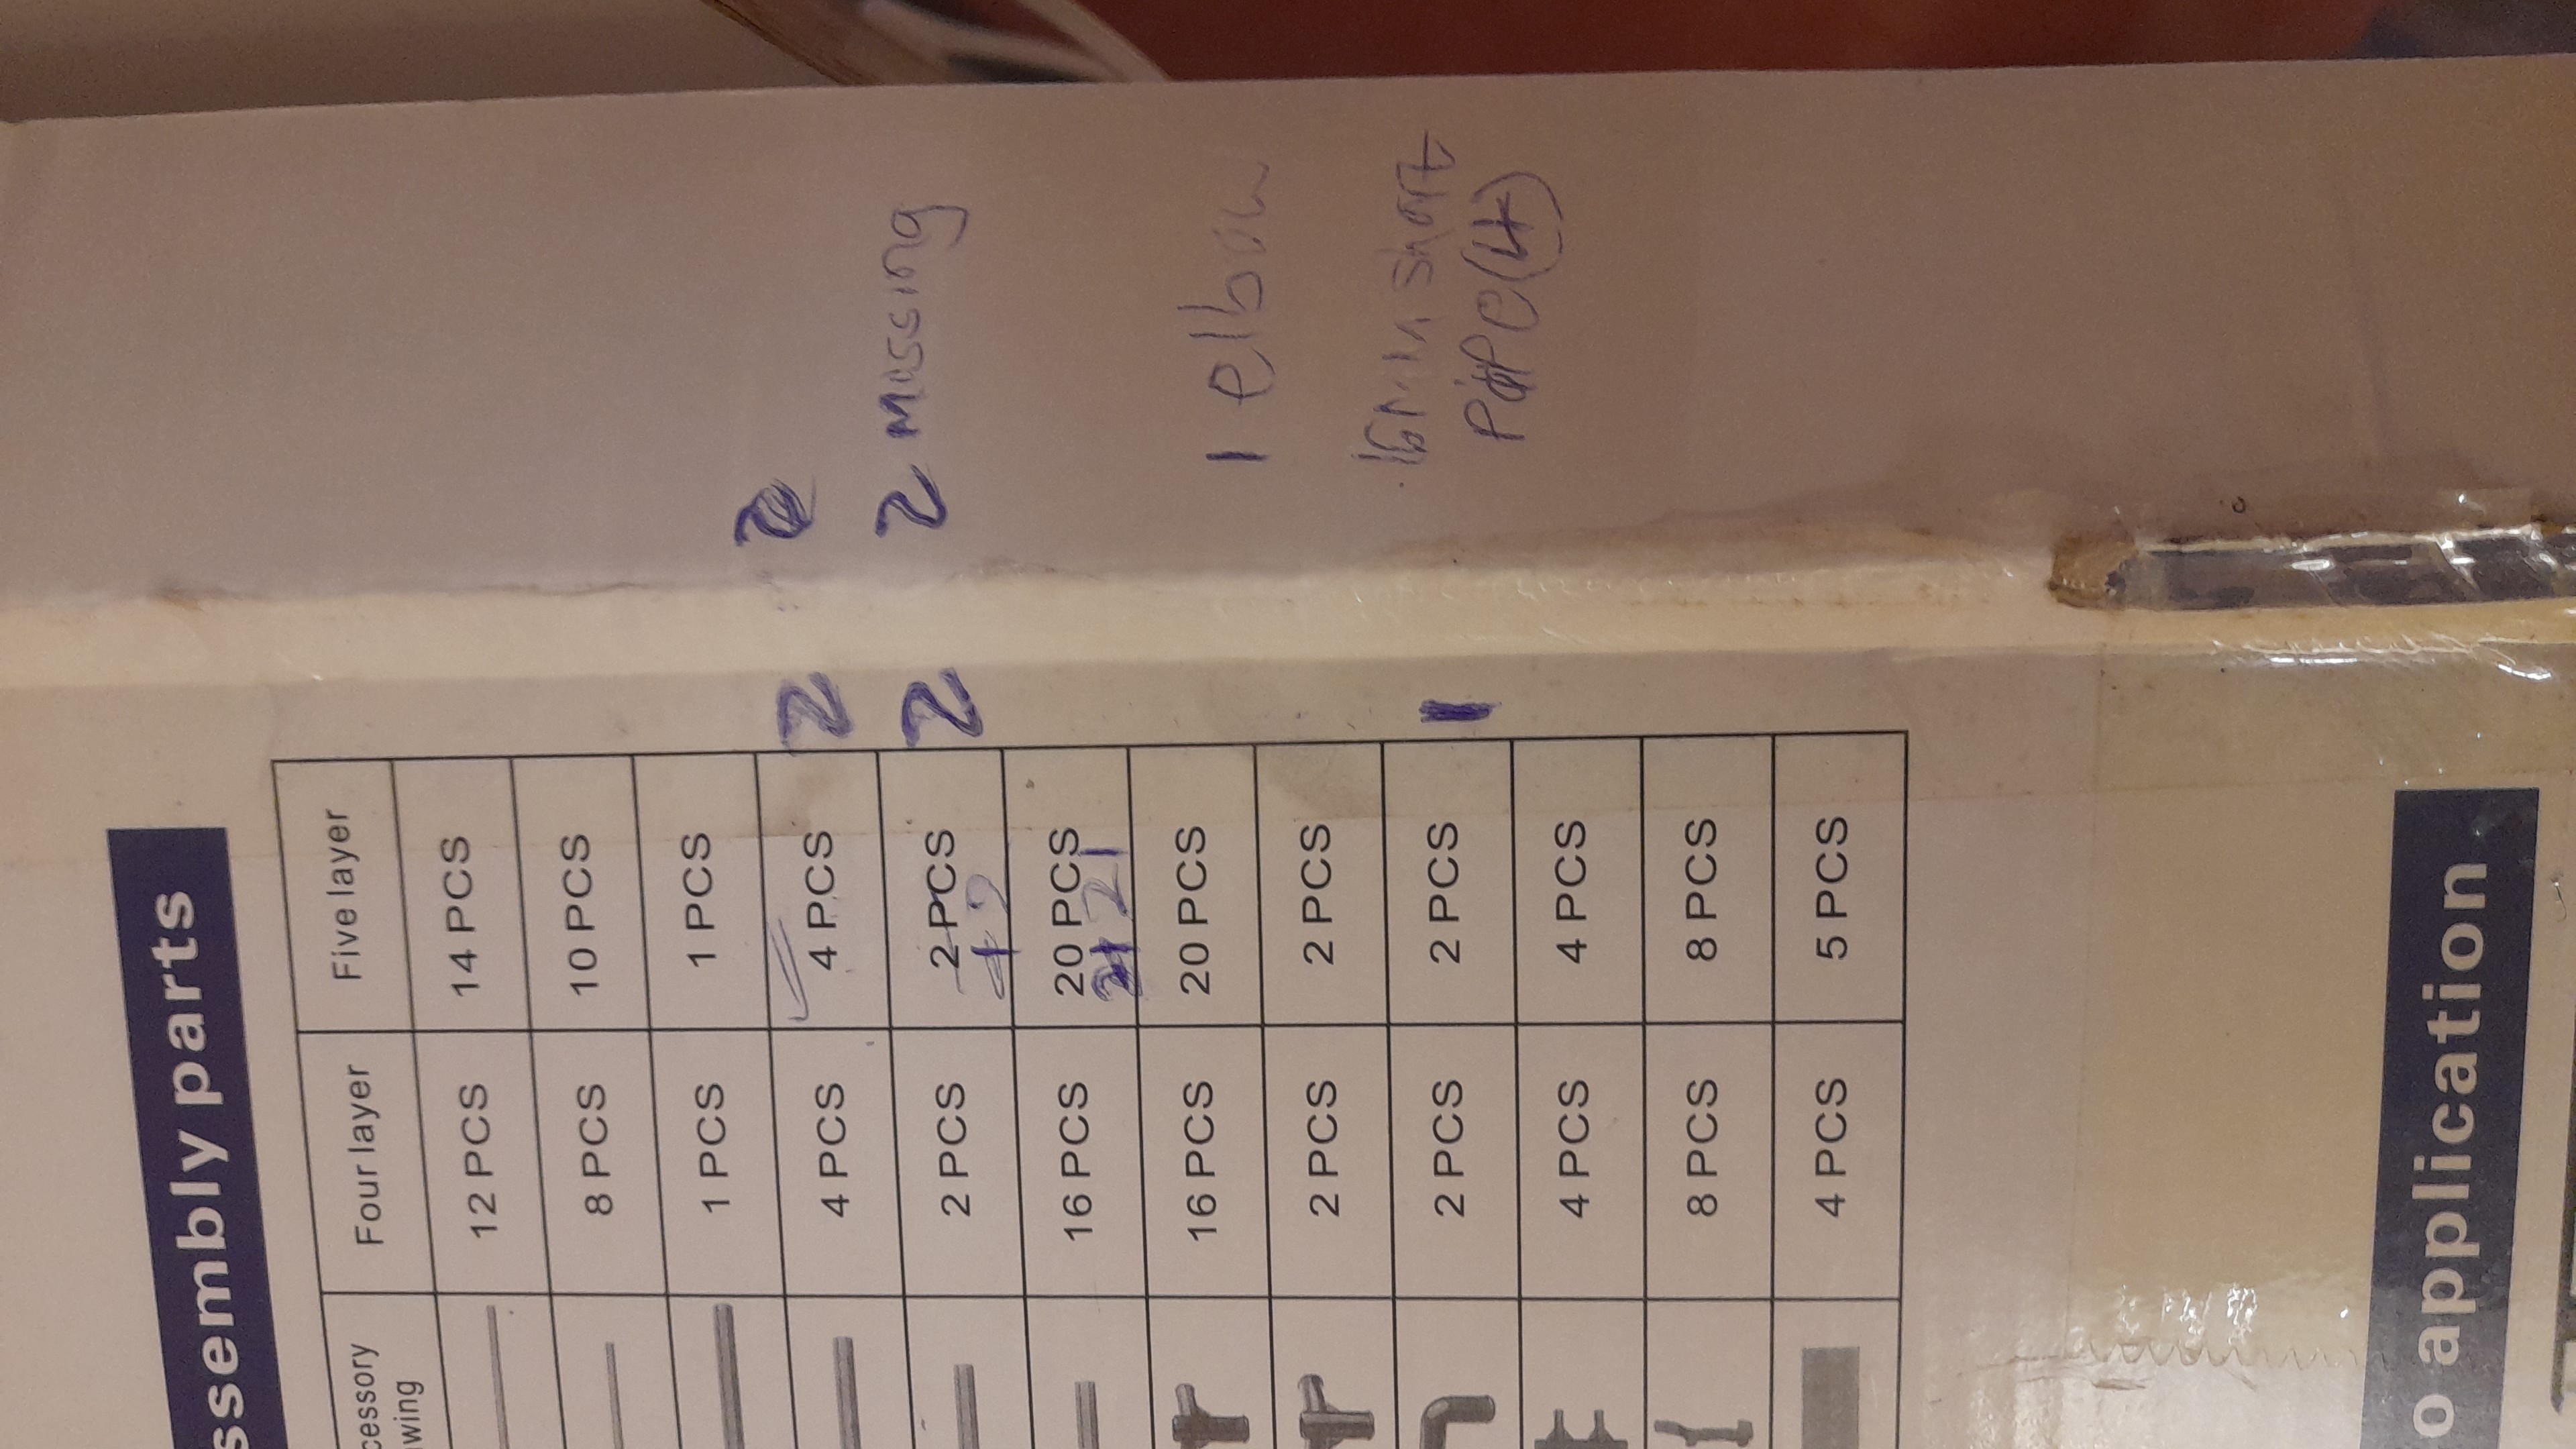 ssembly parts
cessory Four layer Five layer
wing
12 PCS 14 PCS
8 PCS 10 PCS
1 PCS 1 PCS
2
4 PCS 4 PCS 2
2 Missing
2 PCS 2 PCS 2
4 2
16 PCS 20 PCS
21 21
16 PCS 20 PCS
1 elbow
2 PCS 2 PCS
short
2 PCS 2 PCS 1
PiPe (4)
4 PCS 4 PCS
8 PCS 8 PCS
4 PCS 5 PCS
o application